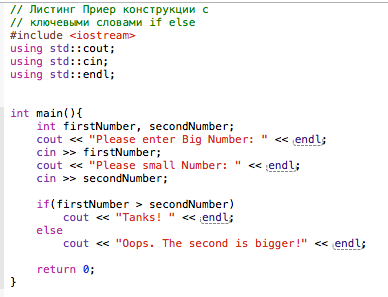 // Листинг Приер конструкции с
// ключевыми словами if else
#include <iostream>
using std::cout;
using std::cin;
using std::endl;
int main(){
int firstNumber, secondNumber;
cout << "Please enter Big Number: " << endl;
cin >> firstNumber;
cout << "Please small Number: " << endl;
cin >> secondNumber;
if(firstNumber > secondNumber)
cout << "Tanks! " << endl;
else
cout << "Oops. The second is bigger!" << endl;
return 0;
}